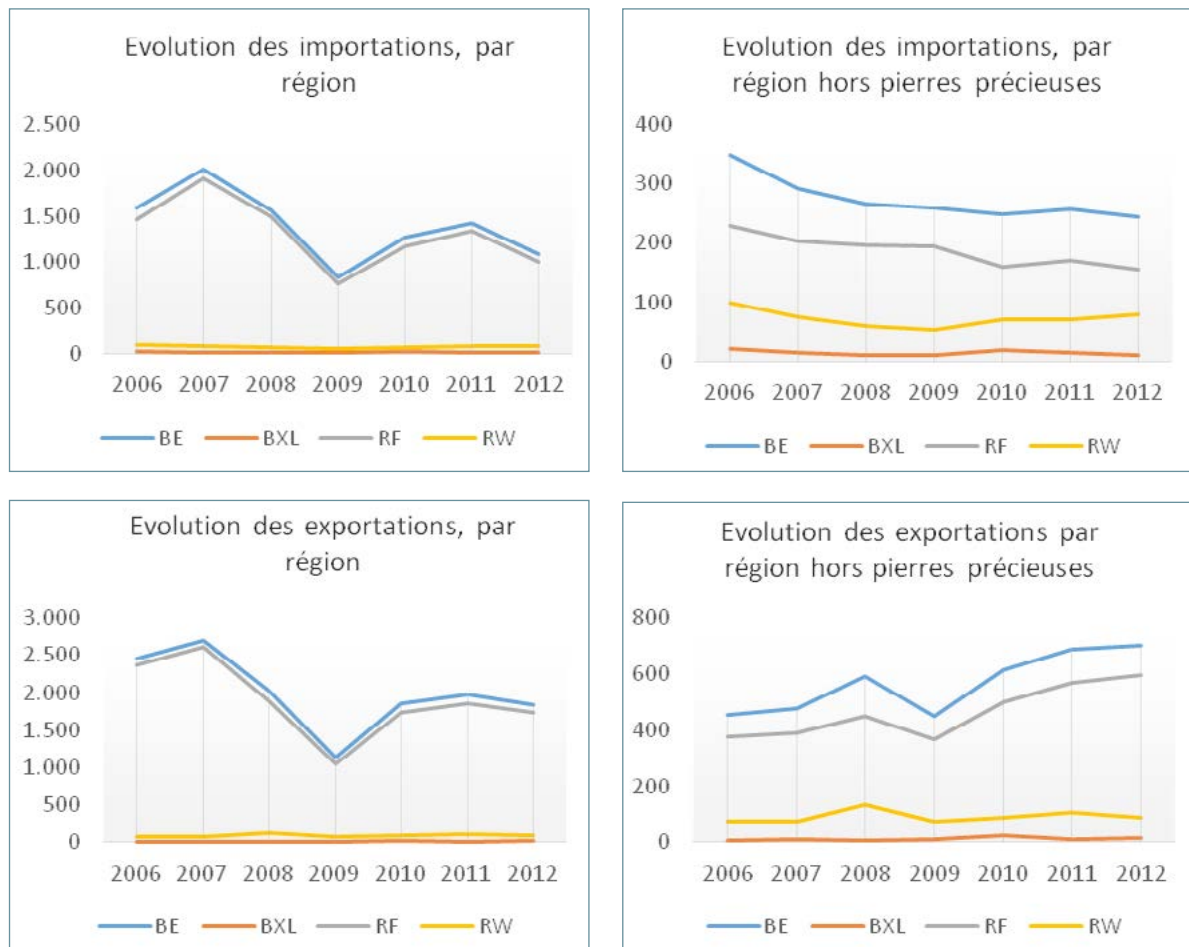 Evolution des importations, par
région
2.500
2.000
1.500
1.000
500
0
2006 2007 2008 2009 2010 2011 2012
BE BXL RF RW
Evolution des importations, par
région hors pierres précieuses
400
300
200
100
0
2006 2007 2008 2009 2010 2011 2012
BE BXL RF RW
Evolution des exportations, par
région
3.000
2.500
2.000
1.500
1.000
500
0
2006 2007 2008 2009 2010 2011 2012
BE BXL RF RW
Evolution des exportations par
région hors pierres précieuses
800
600
400
200
0
2006 2007 2008 2009 2010 2011 2012
BE BXL RF RW